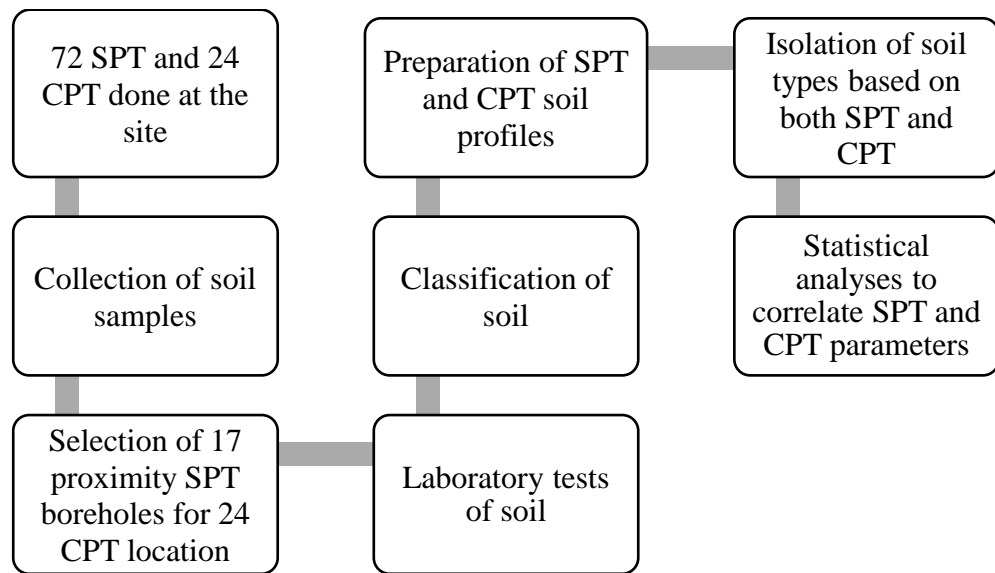 72 SPT and 24
CPT done at the
site
Collection of soil
samples
Selection of 17
proximity SPT
boreholes for 24
CPT location
Laboratory tests
of soil
Classification of
soil
Preparation of SPT
and CPT soil
profiles
Isolation of soil
types based on
both SPT and
CPT
Statistical
analyses to
correlate SPT and
CPT parameters